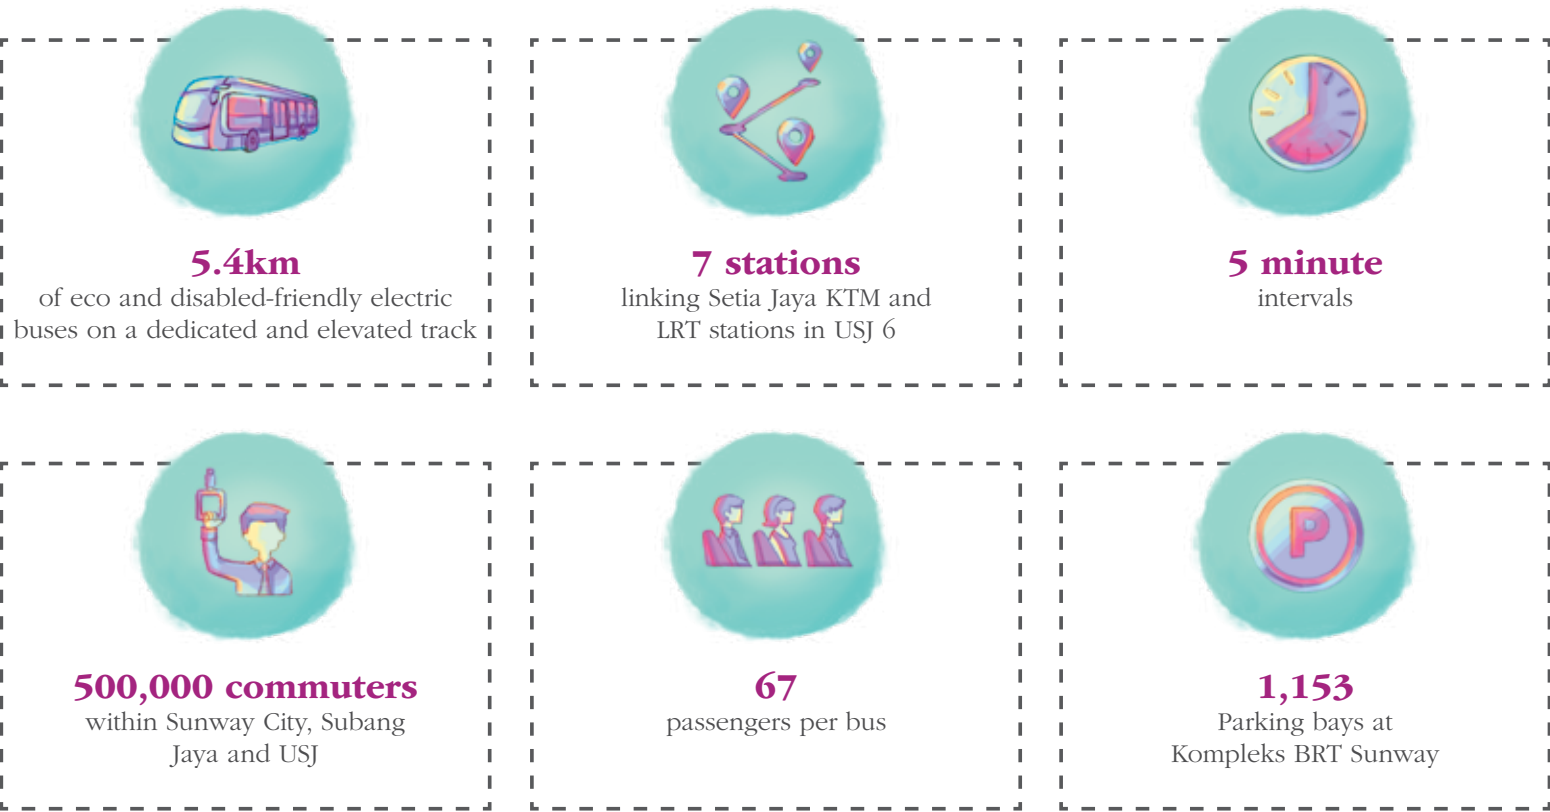 5.4km
of eco and disabled-friendly electric
buses on a dedicated and elevated track
7 stations
linking Setia Jaya KTM and
LRT stations in USJ 6
5 minute
intervals
500,000 commuters
within Sunway City, Subang
Jaya and USJ
67
passengers per bus
P
1,153
Parking bays at
Kompleks BRT Sunway